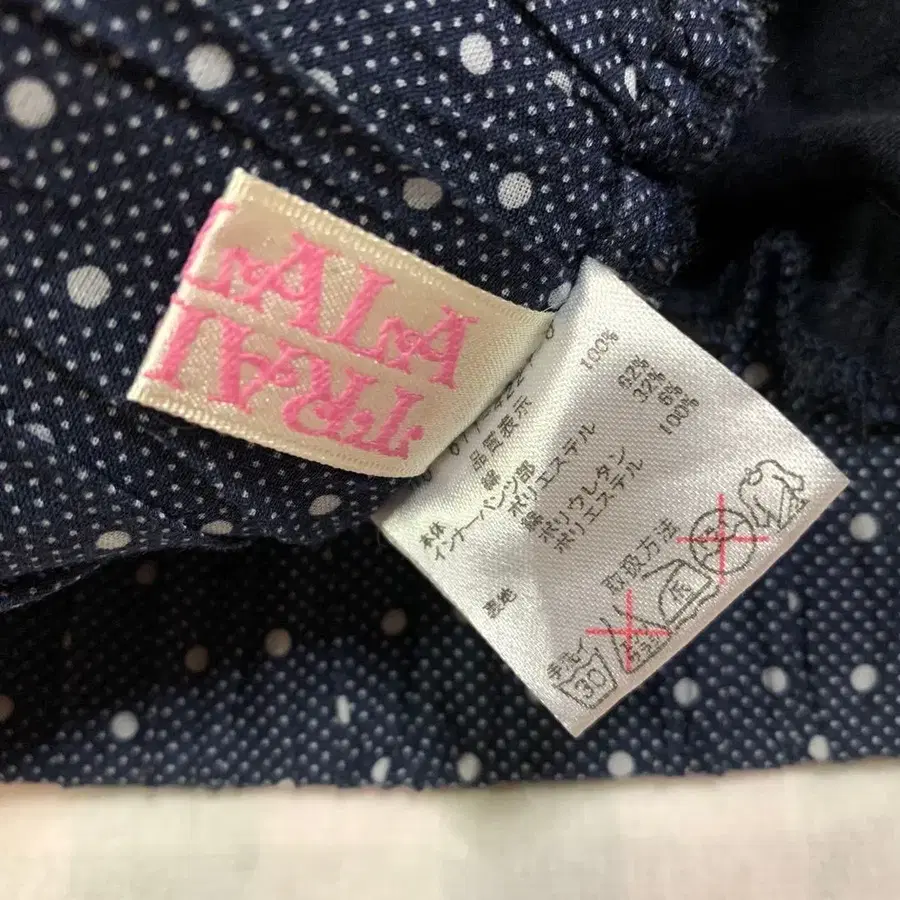 品質表示
本体 綿 100%
インナーパンツ部
ポリエステル 62%
綿 32%
ポリウレタン 6%
裏地 ポリエステル 100%
取扱方法
手洗イ
30